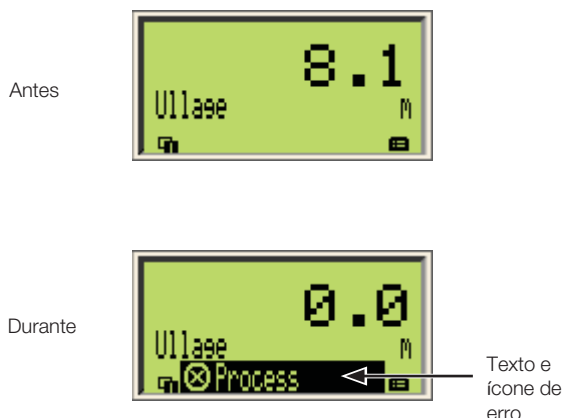 Antes
8.1
Ullage
M
Durante
0.0
Ullage
M
Process
Texto e
ícone de
erro